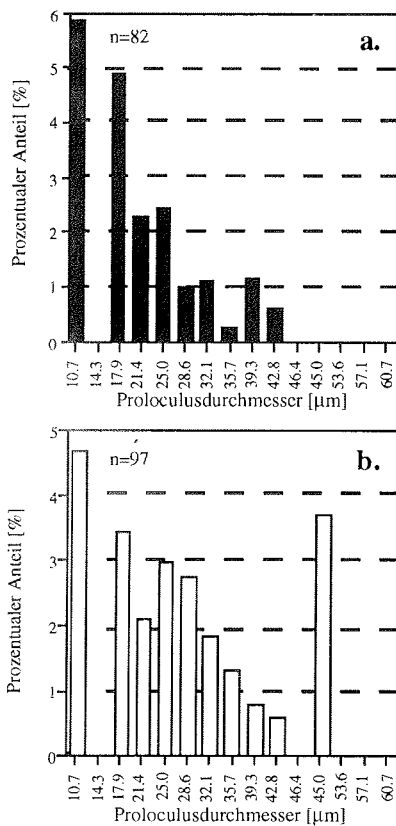 a.
n=82
Prozentualer Anteil [%]
6
5
4
3
2
1
0
10.7 14.3 17.9 21.4 25.0 28.6 32.1 35.7 39.3 42.8 46.4 45.0 53.6 57.1 60.7
Proloculusdurchmesser [µm]
b.
n=97
Prozentualer Anteil [%]
5
4
3
2
1
0
10.7 14.3 17.9 21.4 25.0 28.6 32.1 35.7 39.3 42.8 46.4 45.0 53.6 57.1 60.7
Proloculusdurchmesser [µm]